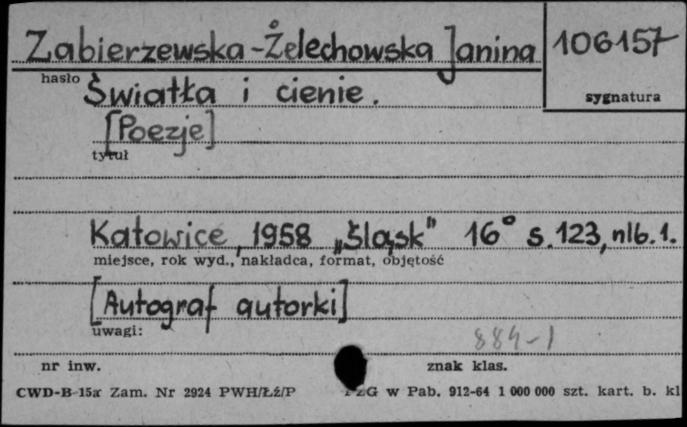 Zabierzewska-Żelechowska Janina
106157
hasło
sygnatura
Światła i cienie.
[Poezje]
tytuł
Katowice, 1958 „Śląsk" 16° s. 123, nlb. 1.
miejsce, rok wyd., nakładca, format, objętość
[Autograf autorki]
uwagi:
884-1
nr inw.
znak klas.
CWD-B-15a Zam. Nr 2924 PWH/Łź/P
w Pab. 912-64 1 000 000 szt. kart. b. kl